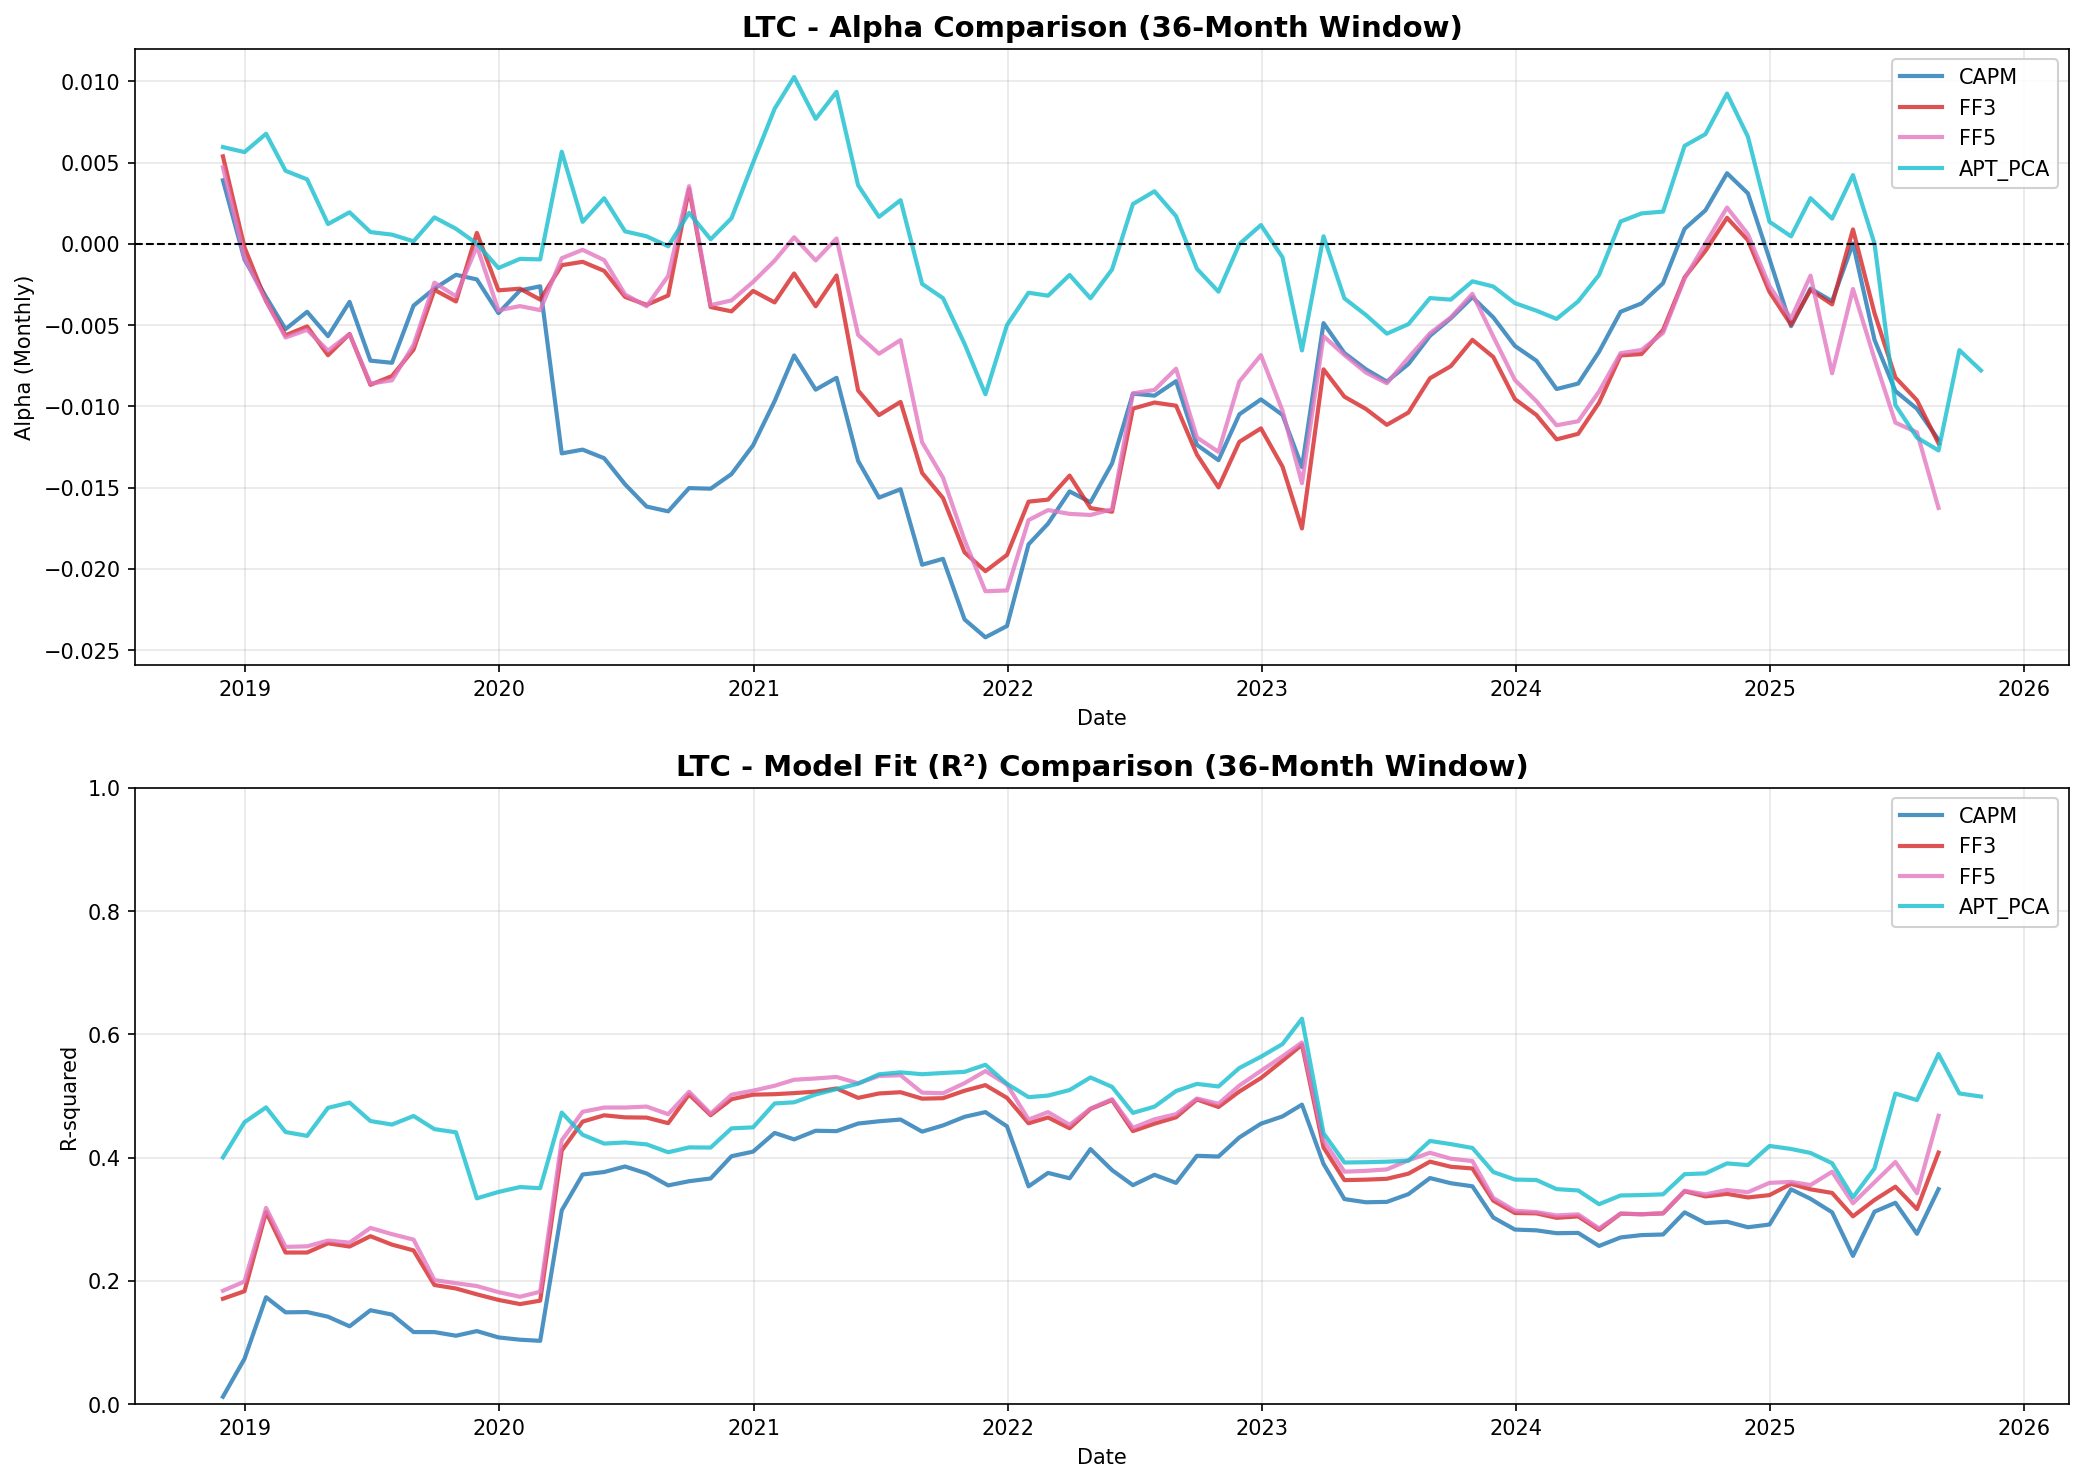 LTC - Alpha Comparison (36-Month Window)
0.010
0.005
0.000
−0.005
−0.010
−0.015
−0.020
−0.025
Alpha (Monthly)
CAPM
FF3
FF5
APT_PCA
2019 2020 2021 2022 2023 2024 2025 2026
Date
LTC - Model Fit (R²) Comparison (36-Month Window)
1.0
0.8
0.6
0.4
0.2
0.0
R-squared
CAPM
FF3
FF5
APT_PCA
2019 2020 2021 2022 2023 2024 2025 2026
Date